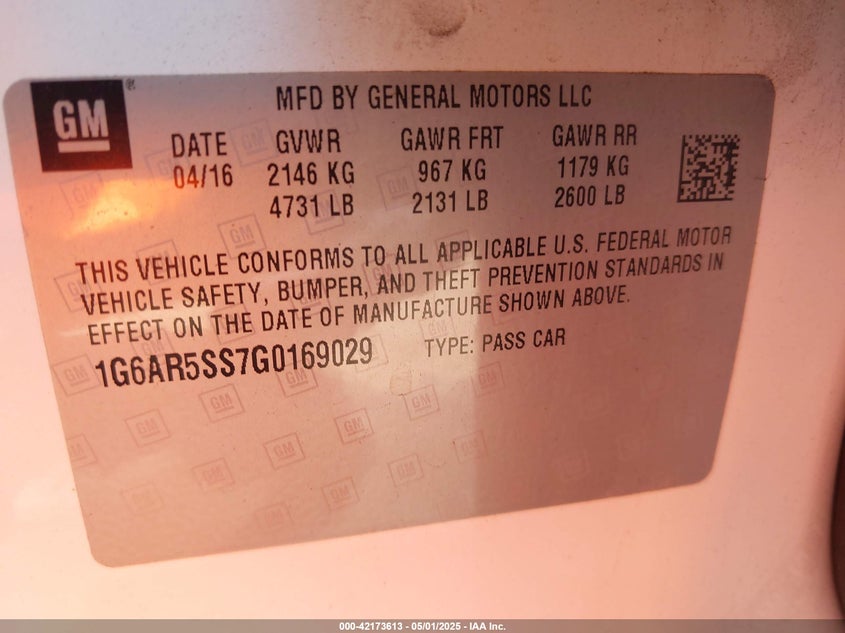 GM
®
MFD BY GENERAL MOTORS LLC
DATE GVWR GAWR FRT GAWR RR
04/16 2146 KG 967 KG 1179 KG
4731 LB 2131 LB 2600 LB
THIS VEHICLE CONFORMS TO ALL APPLICABLE U.S. FEDERAL MOTOR
VEHICLE SAFETY, BUMPER, AND THEFT PREVENTION STANDARDS IN
EFFECT ON THE DATE OF MANUFACTURE SHOWN ABOVE.
1G6AR5SS7G0169029 TYPE: PASS CAR
000-42173613 - 05/01/2025 - IAA Inc.